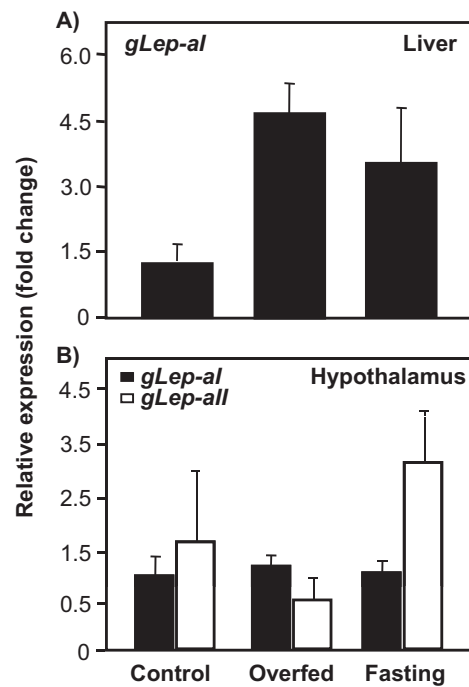 A)
gLep-aI Liver
6.0
4.5
3.0
1.5
0
Relative expression (fold change)
B)
gLep-aI Hypothalamus
gLep-aII
4.5
3.5
2.5
1.5
0.5
0
Control Overfed Fasting